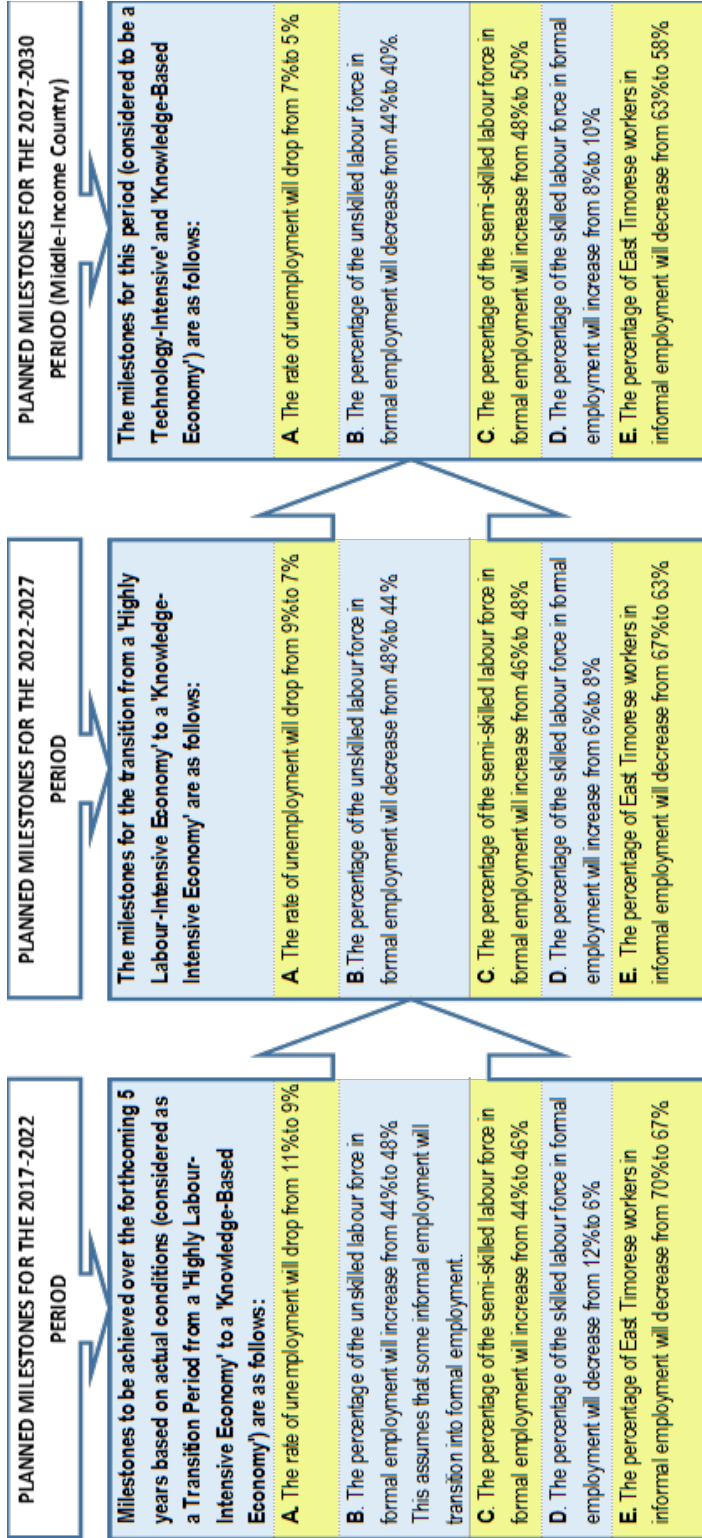 PLANNED MILESTONES FOR THE 2017-2022
PERIOD
Milestones to be achieved over the forthcoming 5
years based on actual conditions (considered as
a Transition Period from a 'Highly Labour-
Intensive Economy' to a 'Knowledge-Based
Economy') are as follows:
A. The rate of unemployment will drop from 11% to 9%
B. The percentage of the unskilled labour force in
formal employment will increase from 44% to 48%.
This assumes that some informal employment will
transition into formal employment.
C. The percentage of the semi-skilled labour force in
formal employment will increase from 44% to 46%
D. The percentage of the skilled labour force in formal
employment will decrease from 12% to 6%
E. The percentage of East Timorese workers in
informal employment will decrease from 70% to 67%
PLANNED MILESTONES FOR THE 2022-2027
PERIOD
The milestones for the transition from a 'Highly
Labour-Intensive Economy' to a 'Knowledge-
Intensive Economy' are as follows:
A. The rate of unemployment will drop from 9% to 7%
B. The percentage of the unskilled labour force in
formal employment will decrease from 48% to 44%
C. The percentage of the semi-skilled labour force in
formal employment will increase from 46% to 48%
D. The percentage of the skilled labour force in formal
employment will increase from 6% to 8%
E. The percentage of East Timorese workers in
informal employment will decrease from 67% to 63%
PLANNED MILESTONES FOR THE 2027-2030
PERIOD (Middle-Income Country)
The milestones for this period (considered to be a
'Technology-Intensive' and 'Knowledge-Based
Economy') are as follows:
A. The rate of unemployment will drop from 7% to 5%
B. The percentage of the unskilled labour force in
formal employment will decrease from 44% to 40%.
C. The percentage of the semi-skilled labour force in
formal employment will increase from 48% to 50%
D. The percentage of the skilled labour force in formal
employment will increase from 8% to 10%
E. The percentage of East Timorese workers in
informal employment will decrease from 63% to 58%